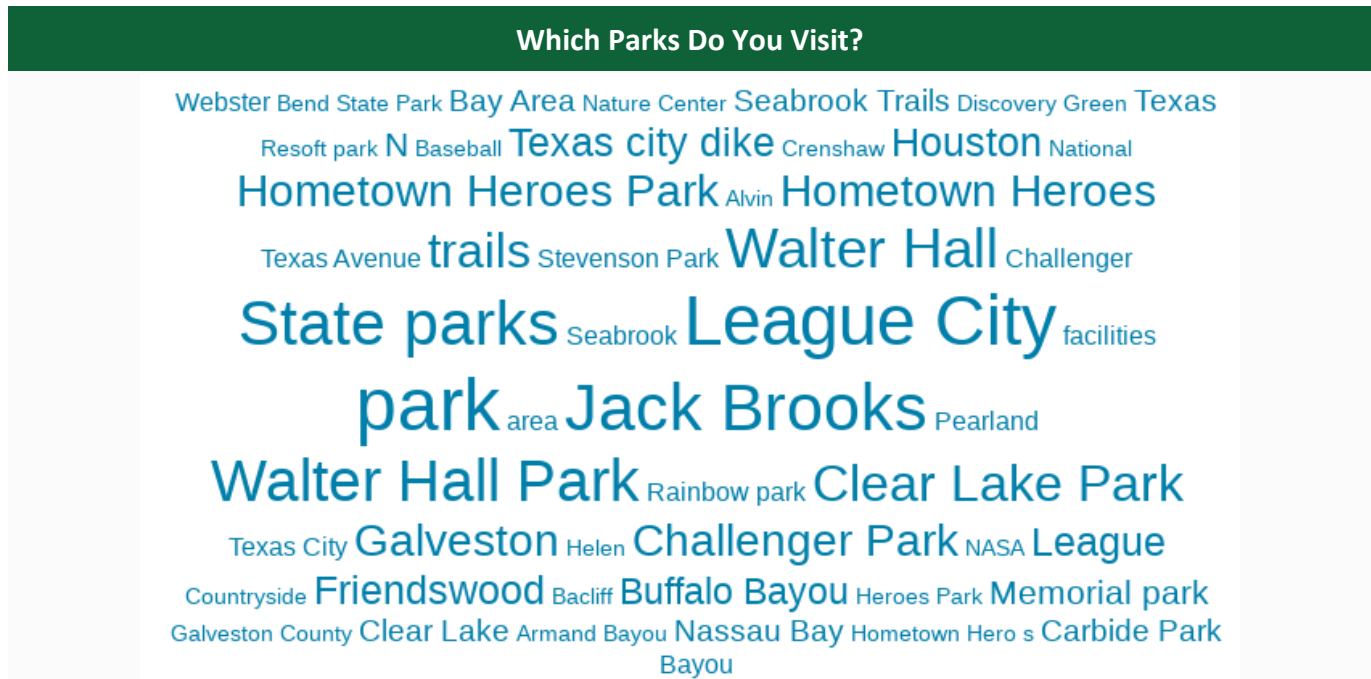 Which Parks Do You Visit?
Webster Bend State Park Bay Area Nature Center Seabrook Trails Discovery Green Texas
Resoft park N Baseball Texas city dike Crenshaw Houston National
Hometown Heroes Park Alvin Hometown Heroes
Texas Avenue trails Stevenson Park Walter Hall Challenger
State parks Seabrook League City facilities
park area Jack Brooks Pearland
Walter Hall Park Rainbow park Clear Lake Park
Texas City Galveston Helen Challenger Park NASA League
Countryside Friendswood Bacliff Buffalo Bayou Heroes Park Memorial park
Galveston County Clear Lake Armand Bayou Nassau Bay Hometown Hero s Carbide Park
Bayou